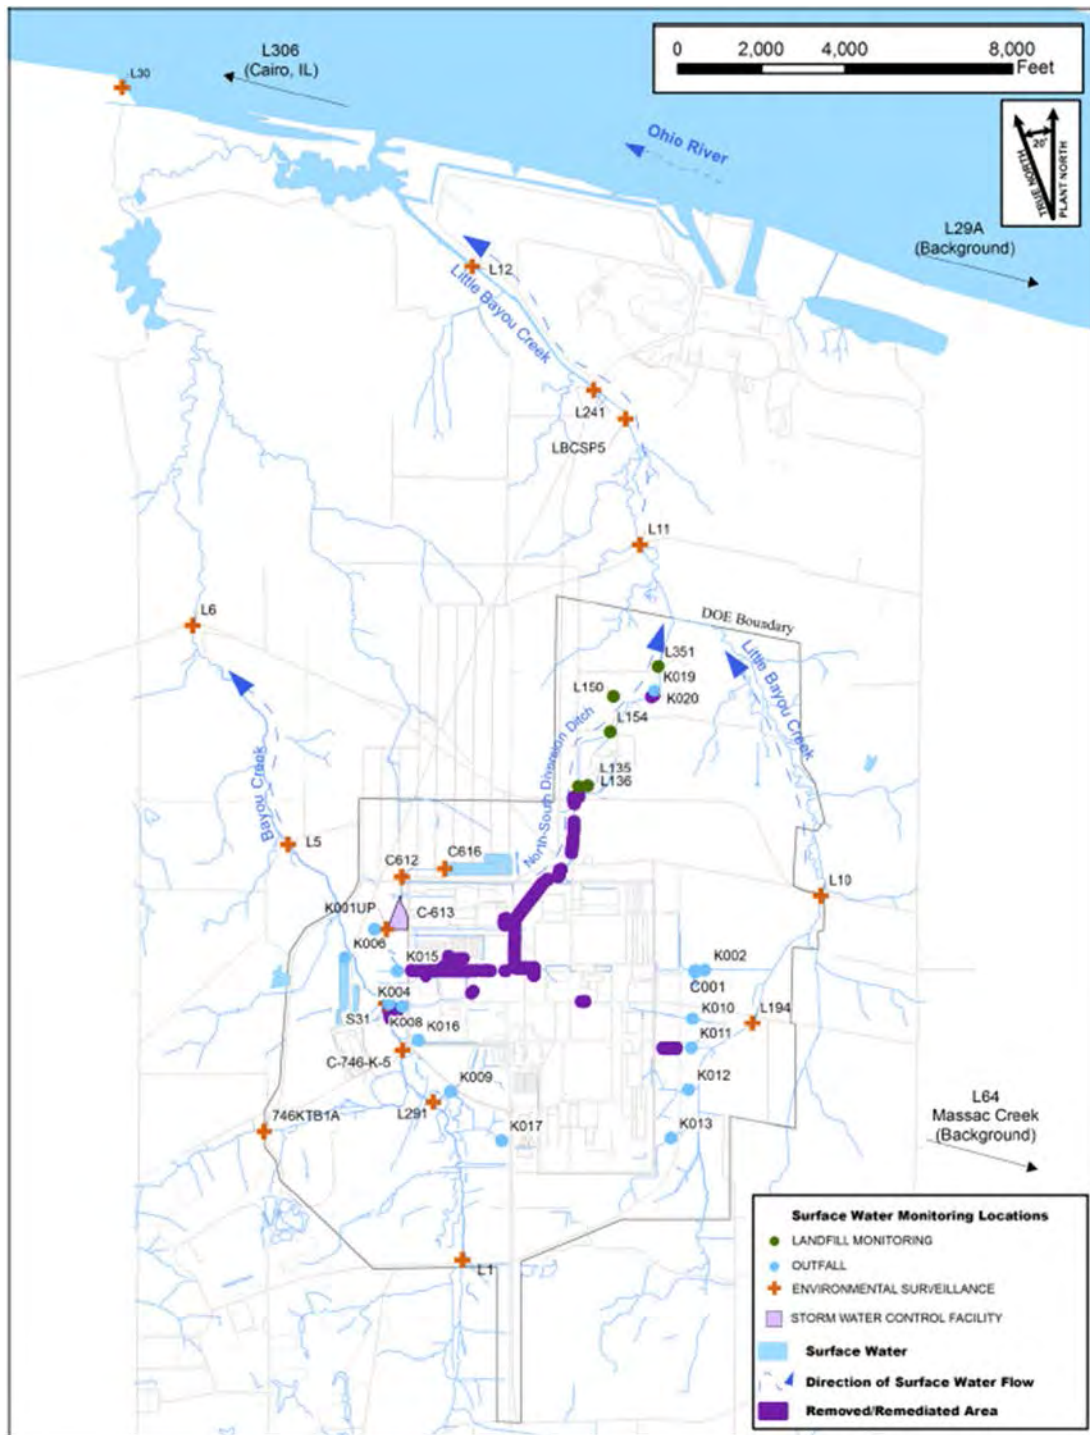 L306
(Cairo, IL)
L30
0 2,000 4,000 8,000
Feet
Ohio River
20°
TRUE NORTH
PLANT NORTH
L29A
(Background)
L12
Little Bayou Creek
L241
LBCSP5
L11
L6
DOE Boundary
L351
K019
K020
L150
L154
Little Bayou Creek
North-South Diversion Ditch
L135
L136
Bayou Creek
L5
C612
C616
L10
K001UP
C-613
K006
K015
K002
C001
K004
K010
L194
S31
K008
K016
K011
C-746-K-5
K012
K009
L291
746KTB1A
K017
K013
L64
Massac Creek
(Background)
L1
Surface Water Monitoring Locations
LANDFILL MONITORING
OUTFALL
ENVIRONMENTAL SURVEILLANCE
STORM WATER CONTROL FACILITY
Surface Water
Direction of Surface Water Flow
Removed/Remediated Area